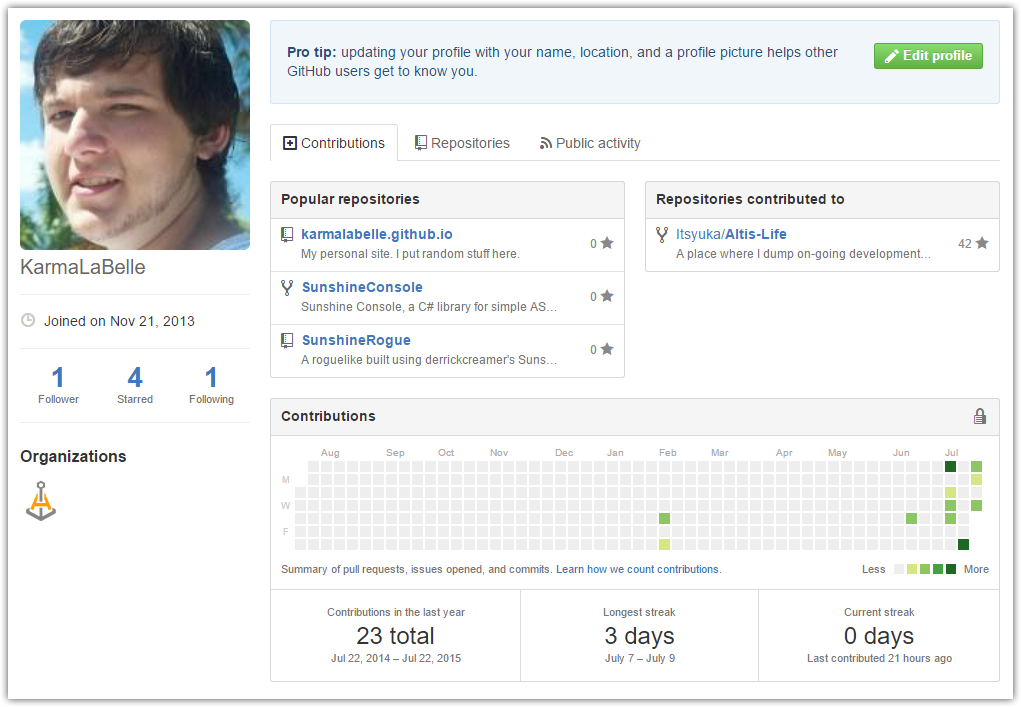 Pro tip: updating your profile with your name, location, and a profile picture helps other
GitHub users get to know you.
Edit profile
KarmaLaBelle
Joined on Nov 21, 2013
1 4 1
Follower Starred Following
Organizations
Contributions Repositories Public activity
Popular repositories
karmalabelle.github.io
My personal site. I put random stuff here.
0
SunshineConsole
Sunshine Console, a C# library for simple AS…
0
SunshineRogue
A roguelike built using derrickcreamer's Suns…
0
Repositories contributed to
Itsyuka/Altis-Life
A place where I dump on-going development…
42
Contributions
Aug Sep Oct Nov Dec Jan Feb Mar Apr May Jun Jul
M
W
F
Summary of pull requests, issues opened, and commits. Learn how we count contributions.
Less More
Contributions in the last year
23 total
Jul 22, 2014 – Jul 22, 2015
Longest streak
3 days
July 7 – July 9
Current streak
0 days
Last contributed 21 hours ago